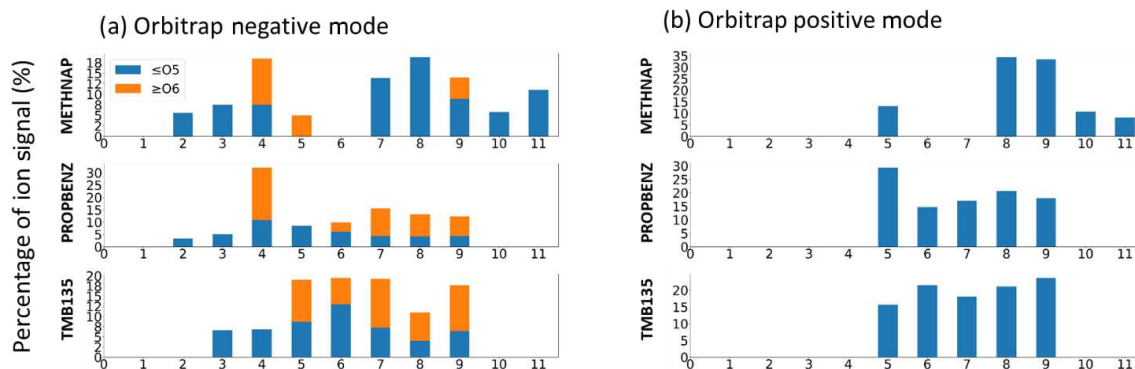 (a) Orbitrap negative mode
(b) Orbitrap positive mode
Percentage of ion signal (%)
METHNAP
18
15
12
10
8
5
2
0
≤O5
≥O6
0 1 2 3 4 5 6 7 8 9 10 11
METHNAP
35
30
25
20
15
10
5
0
0 1 2 3 4 5 6 7 8 9 10 11
PROPBENZ
30
25
20
15
10
5
0
0 1 2 3 4 5 6 7 8 9 10 11
PROPBENZ
30
25
20
15
10
5
0
0 1 2 3 4 5 6 7 8 9 10 11
TMB135
20
18
15
12
10
8
5
2
0
0 1 2 3 4 5 6 7 8 9 10 11
TMB135
20
15
10
5
0
0 1 2 3 4 5 6 7 8 9 10 11